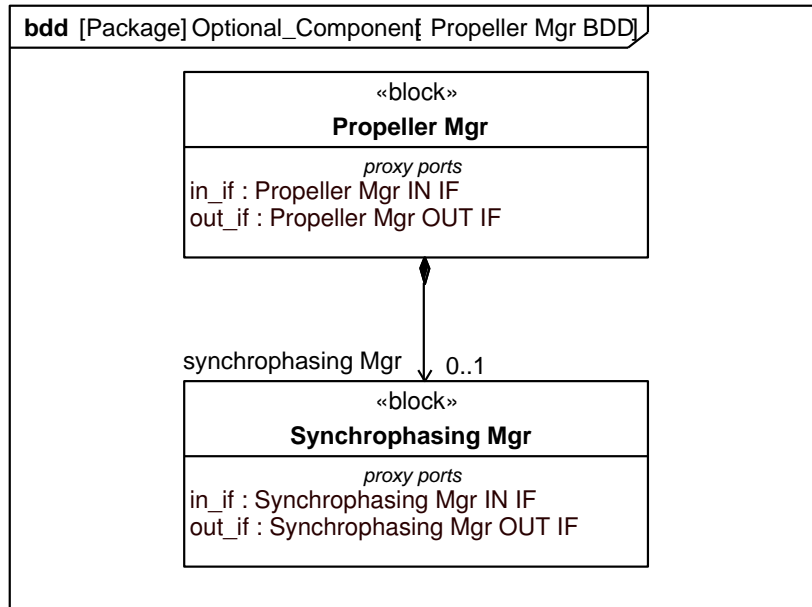 bdd [Package] Optional_Component[ Propeller Mgr BDD]
«block»
Propeller Mgr
proxy ports
in_if : Propeller Mgr IN IF
out_if : Propeller Mgr OUT IF
synchrophasing Mgr 0..1
«block»
Synchrophasing Mgr
proxy ports
in_if : Synchrophasing Mgr IN IF
out_if : Synchrophasing Mgr OUT IF